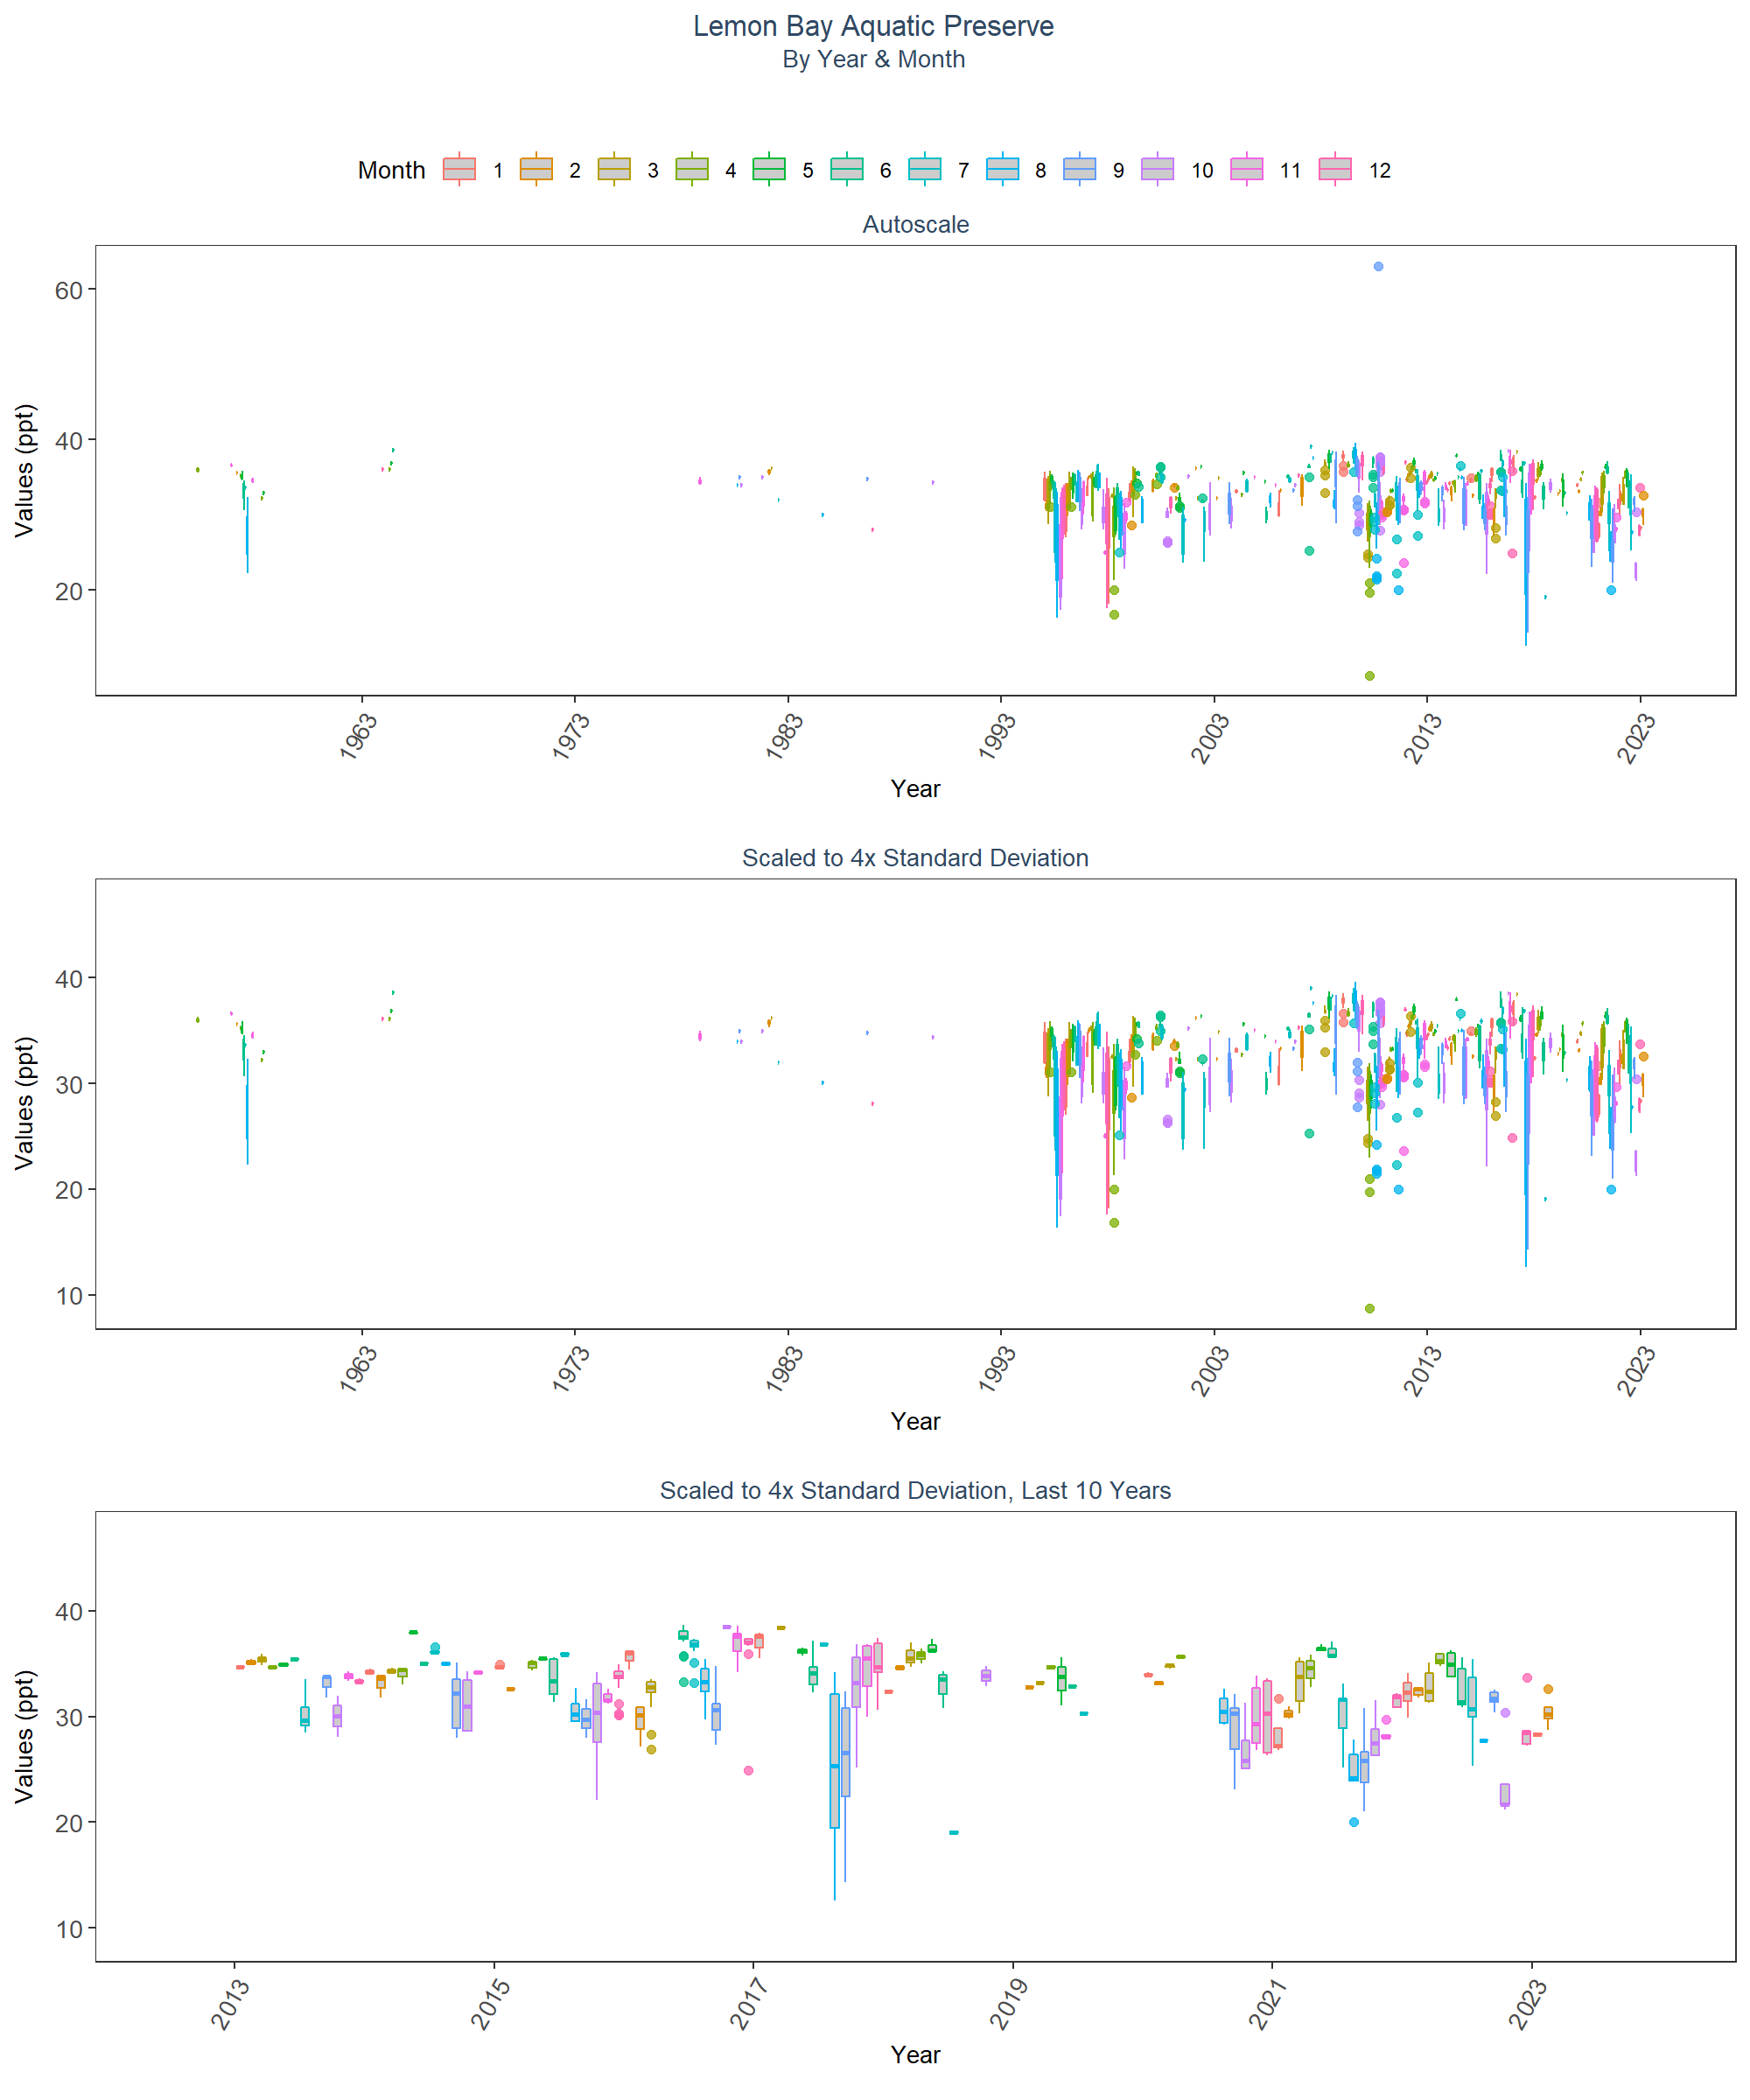 Lemon Bay Aquatic Preserve
By Year & Month
Month 1 2 3 4 5 6 7 8 9 10 11 12
Autoscale
Values (ppt)
60
40
20
1963 1973 1983 1993 2003 2013 2023
Year
Scaled to 4x Standard Deviation
Values (ppt)
40
30
20
10
1963 1973 1983 1993 2003 2013 2023
Year
Scaled to 4x Standard Deviation, Last 10 Years
Values (ppt)
40
30
20
10
2013 2015 2017 2019 2021 2023
Year